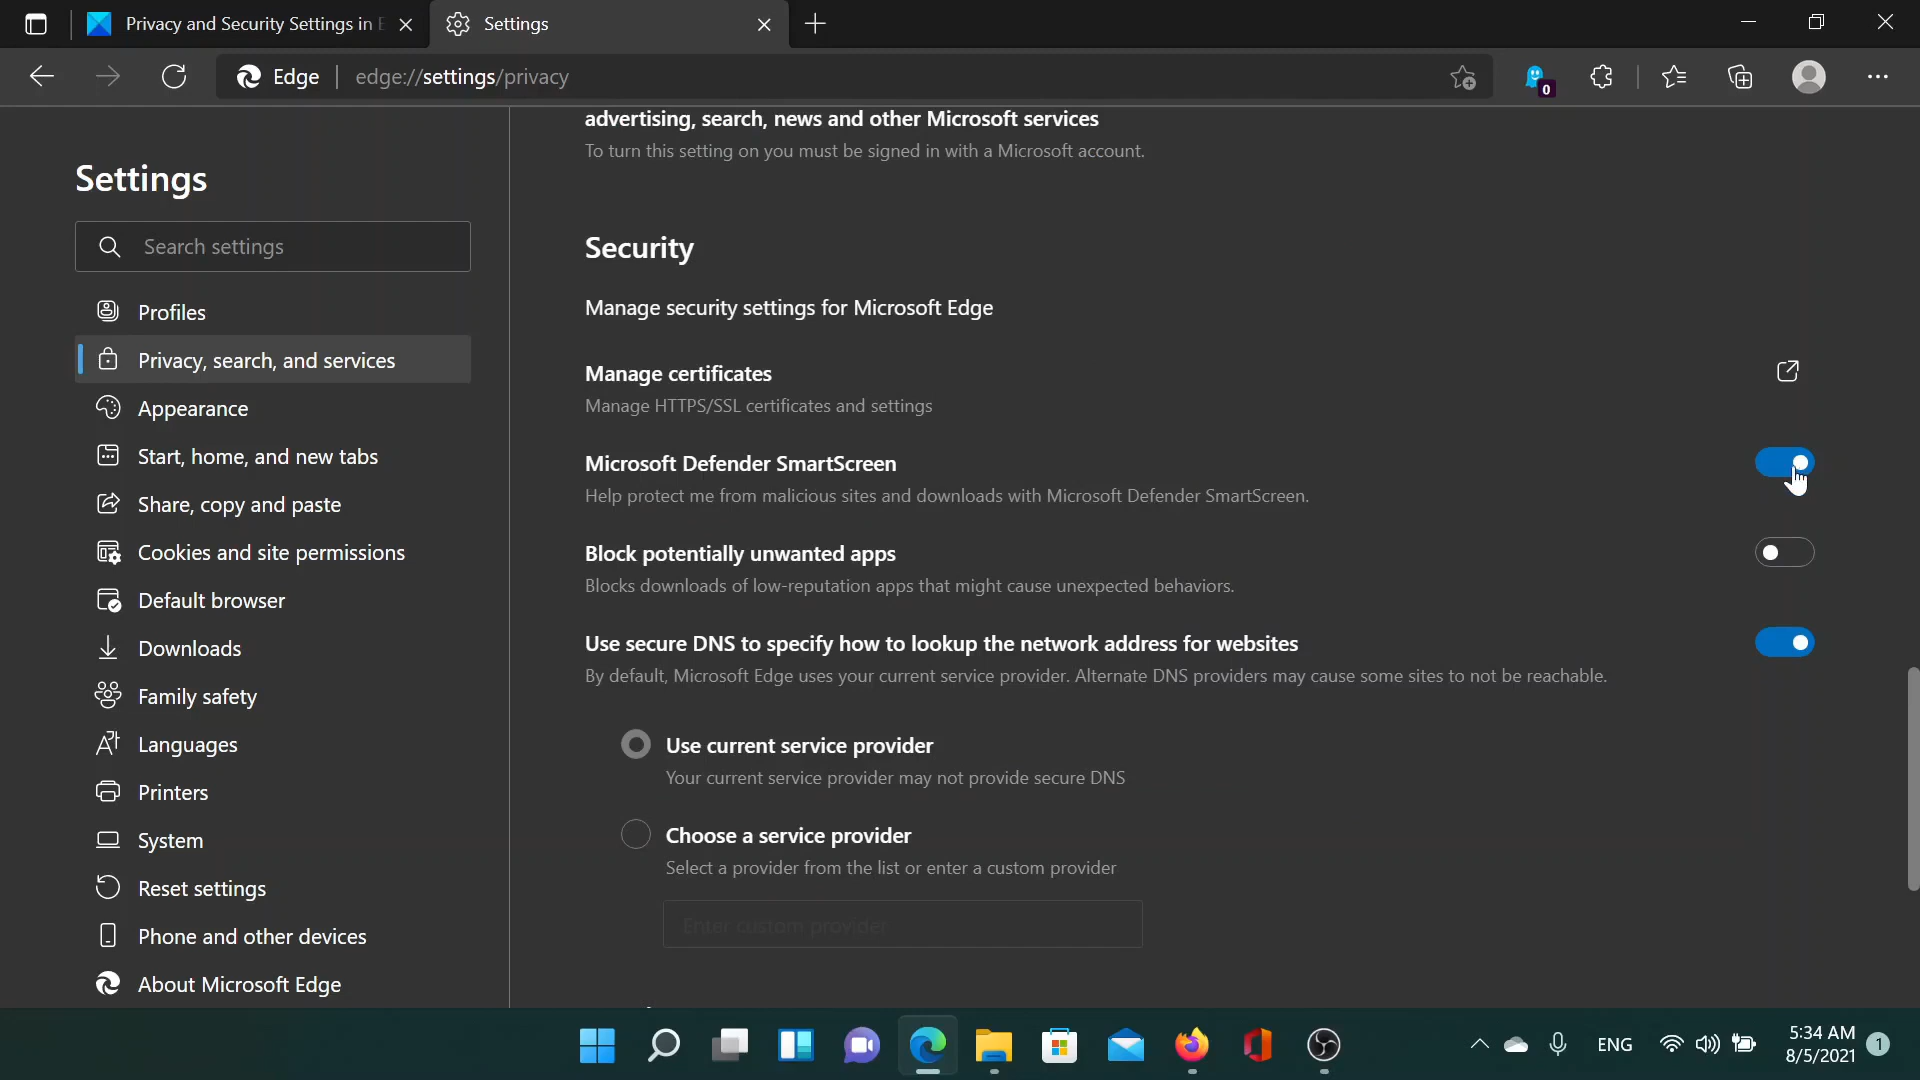 Privacy and Security Settings in E
Settings
Edge
edge://settings/privacy
0
Settings
Search settings
Profiles
Privacy, search, and services
Appearance
Start, home, and new tabs
Share, copy and paste
Cookies and site permissions
Default browser
Downloads
Family safety
Languages
Printers
System
Reset settings
Phone and other devices
About Microsoft Edge
advertising, search, news and other Microsoft services
To turn this setting on you must be signed in with a Microsoft account.
Security
Manage security settings for Microsoft Edge
Manage certificates
Manage HTTPS/SSL certificates and settings
Microsoft Defender SmartScreen
Help protect me from malicious sites and downloads with Microsoft Defender SmartScreen.
Block potentially unwanted apps
Blocks downloads of low-reputation apps that might cause unexpected behaviors.
Use secure DNS to specify how to lookup the network address for websites
By default, Microsoft Edge uses your current service provider. Alternate DNS providers may cause some sites to not be reachable.
Use current service provider
Your current service provider may not provide secure DNS
Choose a service provider
Select a provider from the list or enter a custom provider
Enter custom provider
ENG
5:34 AM
8/5/2021
1